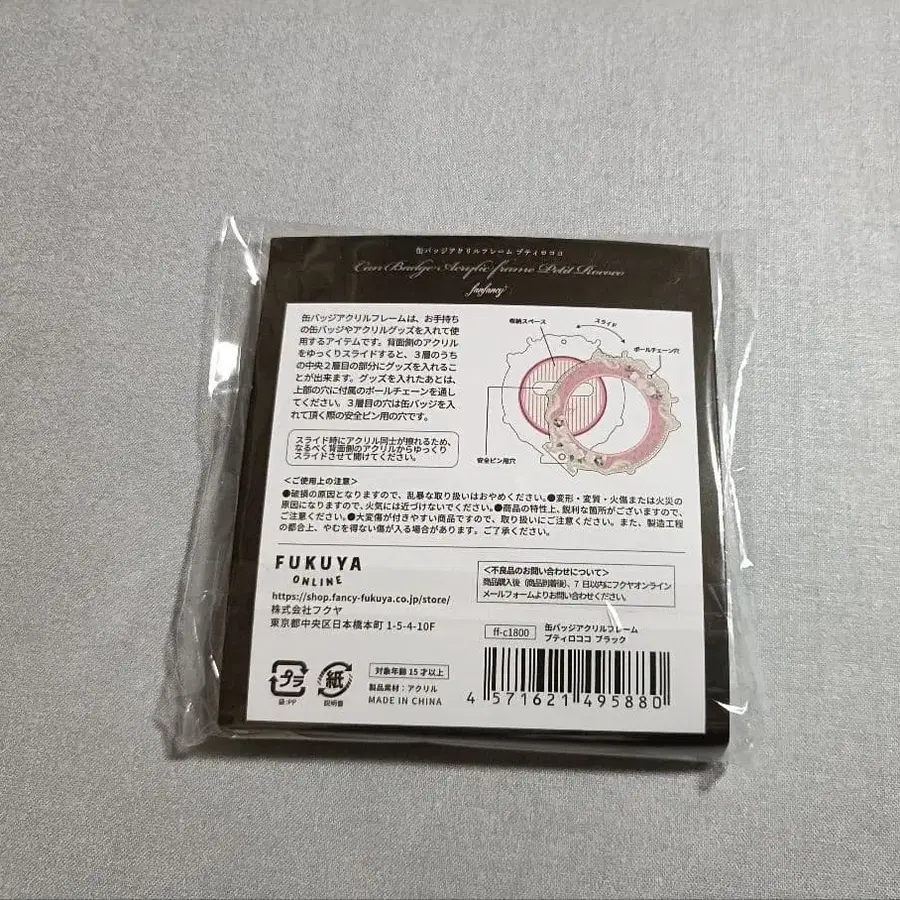 缶バッジアクリルフレーム プティロココ
Can Badge Acrylic frame Petit Rococo
fanfancy+
缶バッジアクリルフレームは、お手持ち
の缶バッジやアクリルグッズを入れて使
用するアイテムです。背面側のアクリル
をゆっくりスライドすると、3層のうち
の中央2層目の部分にグッズを入れるこ
とが出来ます。グッズを入れたあとは、
上部の穴に付属のボールチェーンを通し
てください。3層目の穴は缶バッジを入
れて頂く際の安全ピン用の穴です。
スライド時にアクリル同士が擦れるため、
なるべく背面側のアクリルからゆっくり
スライドさせて開けてください。
収納スペース
スライド
ボールチェーン穴
安全ピン用穴
<ご使用上の注意>
●破損の原因となりますので、乱暴な取り扱いはおやめください。●変形・変質・火傷または火災の
原因になりますので、火気には近づけないでください。●商品の特性上、鋭利な箇所がございますので、
ご注意ください。●大変傷が付きやすい商品ですので、取り扱いにご注意ください。また、製造工程
の都合上、やむを得ない傷が入る場合があります。ご了承ください。
FUKUYA
ONLINE
https://shop.fancy-fukuya.co.jp/store/
株式会社フクヤ
東京都中央区日本橋本町 1-5-4-10F
<不良品のお問い合わせについて>
商品購入後(商品到着後)、7日以内にフクヤオンライン
メールフォームよりお問い合わせください。
ff-c1800
缶バッジアクリルフレーム
プティロココ ブラック
プラ
袋:PP
紙
説明書
対象年齢15才以上
製品素材:アクリル
MADE IN CHINA
4 571621 495880